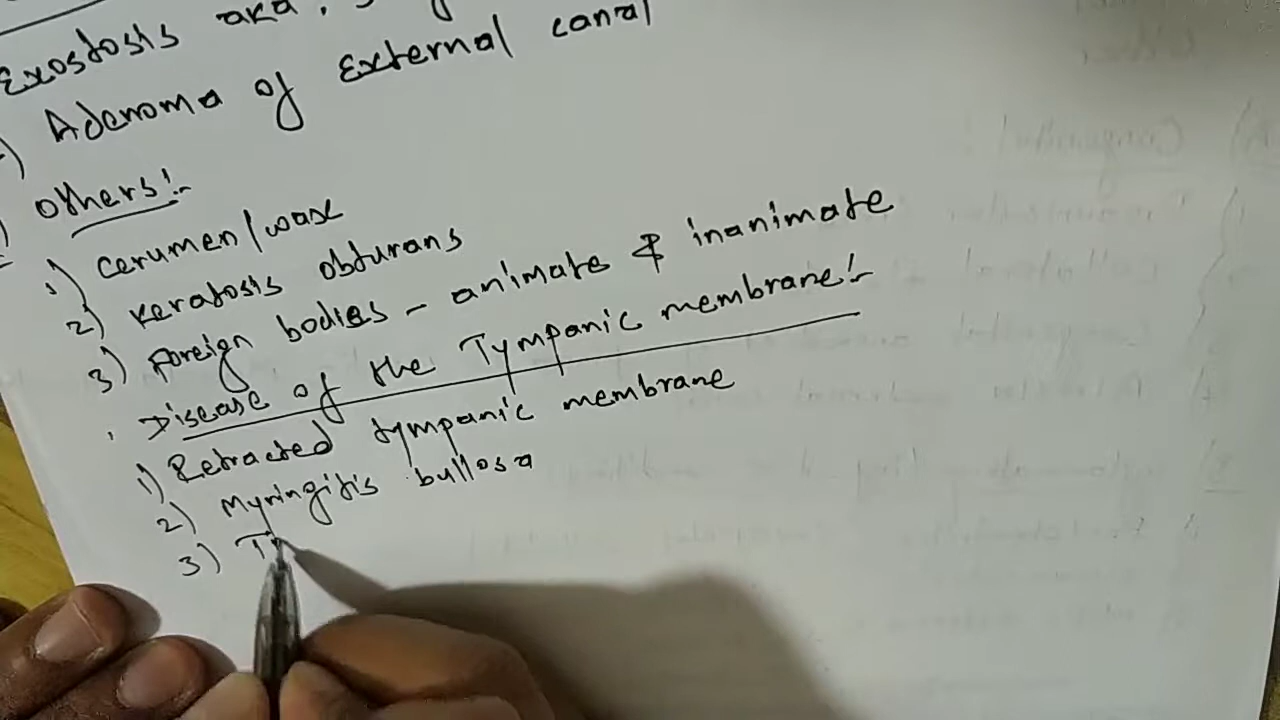 Exostosis aka.
Adenoma of External canal
others:-
1) Cerumen/wax
2) Keratosis obturans
3) Foreign bodies - animate & inanimate
. Disease of the Tympanic membrane:-
1) Retracted tympanic membrane
2) Myringitis bullosa
3) T